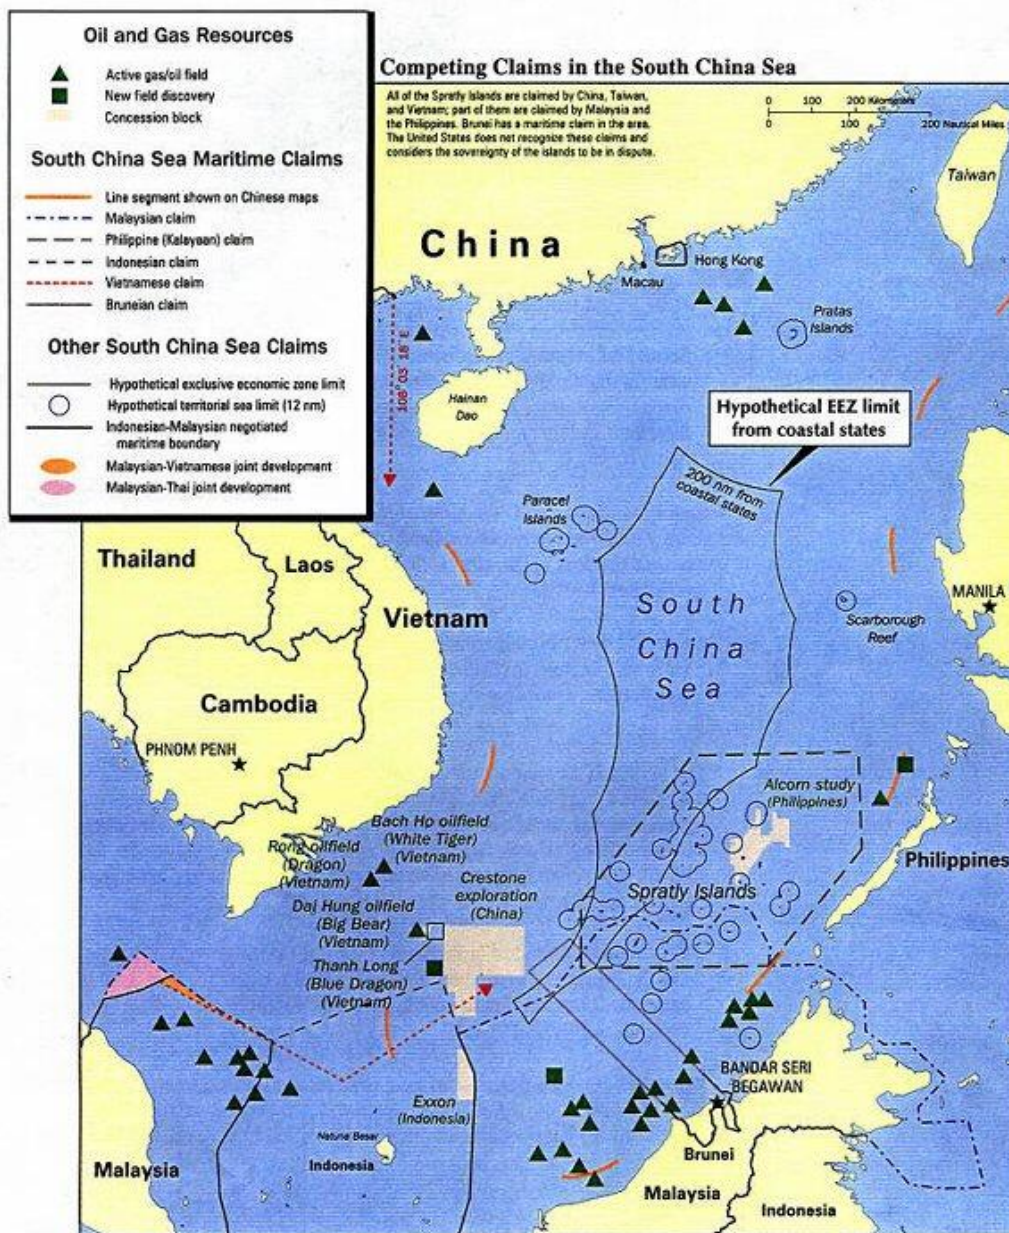 Oil and Gas Resources
Active gas/oil field
New field discovery
Concession block
South China Sea Maritime Claims
Line segment shown on Chinese maps
Malaysian claim
Philippine (Kalayaan) claim
Indonesian claim
Vietnamese claim
Bruneian claim
Other South China Sea Claims
Hypothetical exclusive economic zone limit
Hypothetical territorial sea limit (12 nm)
Indonesian-Malaysian negotiated
maritime boundary
Malaysian-Vietnamese joint development
Malaysian-Thai joint development
Competing Claims in the South China Sea
All of the Spratly Islands are claimed by China, Taiwan,
and Vietnam; part of them are claimed by Malaysia and
the Philippines. Brunei has a maritime claim in the area.
The United States does not recognize these claims and
considers the sovereignty of the islands to be in dispute.
0 100 200 Kilometers
0 100 200 Nautical Miles
Taiwan
China
Hong Kong
Macau
Pratas
Islands
108° 03' 18" E
Hainan
Dao
Hypothetical EEZ limit
from coastal states
200 nm from
coastal states
Paracel
Islands
Thailand
Laos
Vietnam
South
China
Sea
MANILA
Scarborough
Reef
Cambodia
PHNOM PENH
Alcorn study
(Philippines)
Bach Ho oilfield
(White Tiger)
(Vietnam)
Rong oilfield
(Dragon)
(Vietnam)
Philippines
Crestone
exploration
(China)
Spratly Islands
Dai Hung oilfield
(Big Bear)
(Vietnam)
Thanh Long
(Blue Dragon)
(Vietnam)
BANDAR SERI
BEGAWAN
Exxon
(Indonesia)
Natuna Besar
Indonesia
Malaysia
Brunei
Malaysia
Indonesia